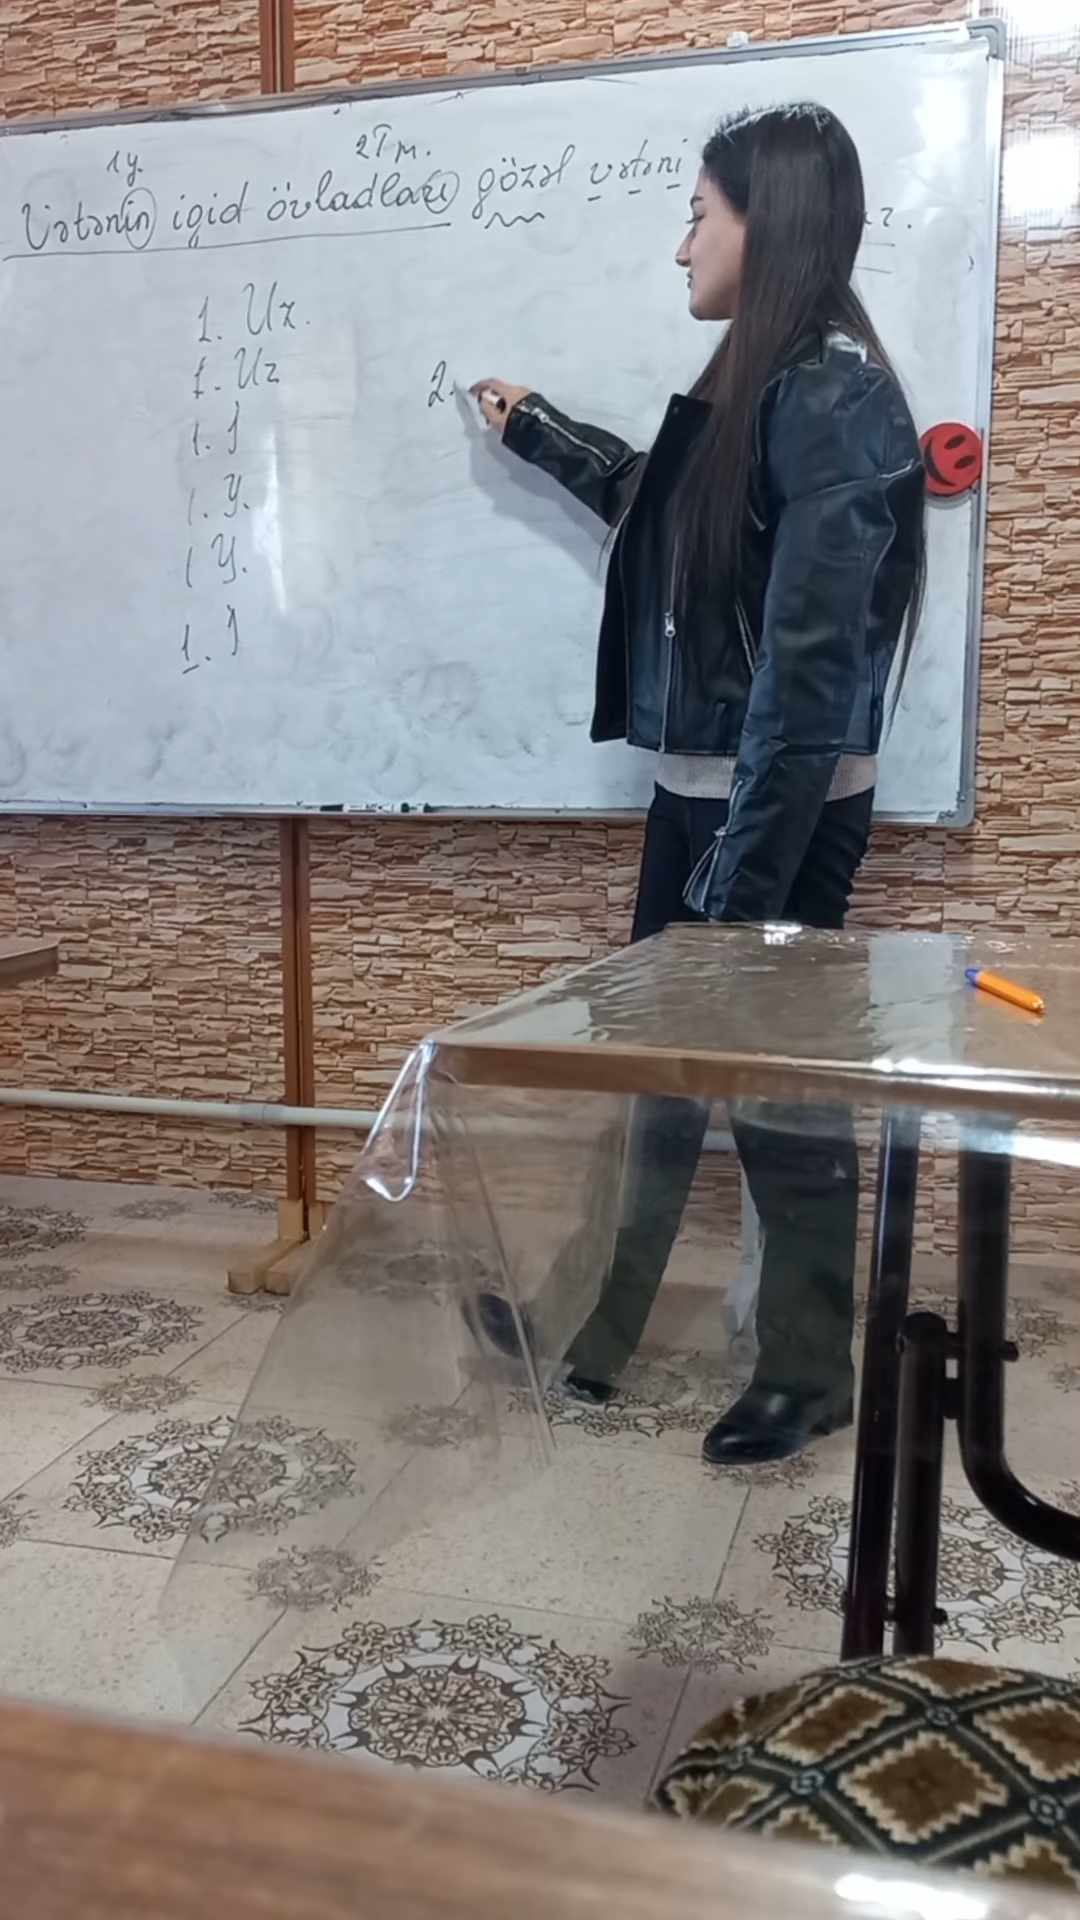 1y. 2Tm.
Vətənin igid övladları gözəl vətəni
1. Uz.
1. Uz
2.
1. J
1. Y.
1 Y.
1. J